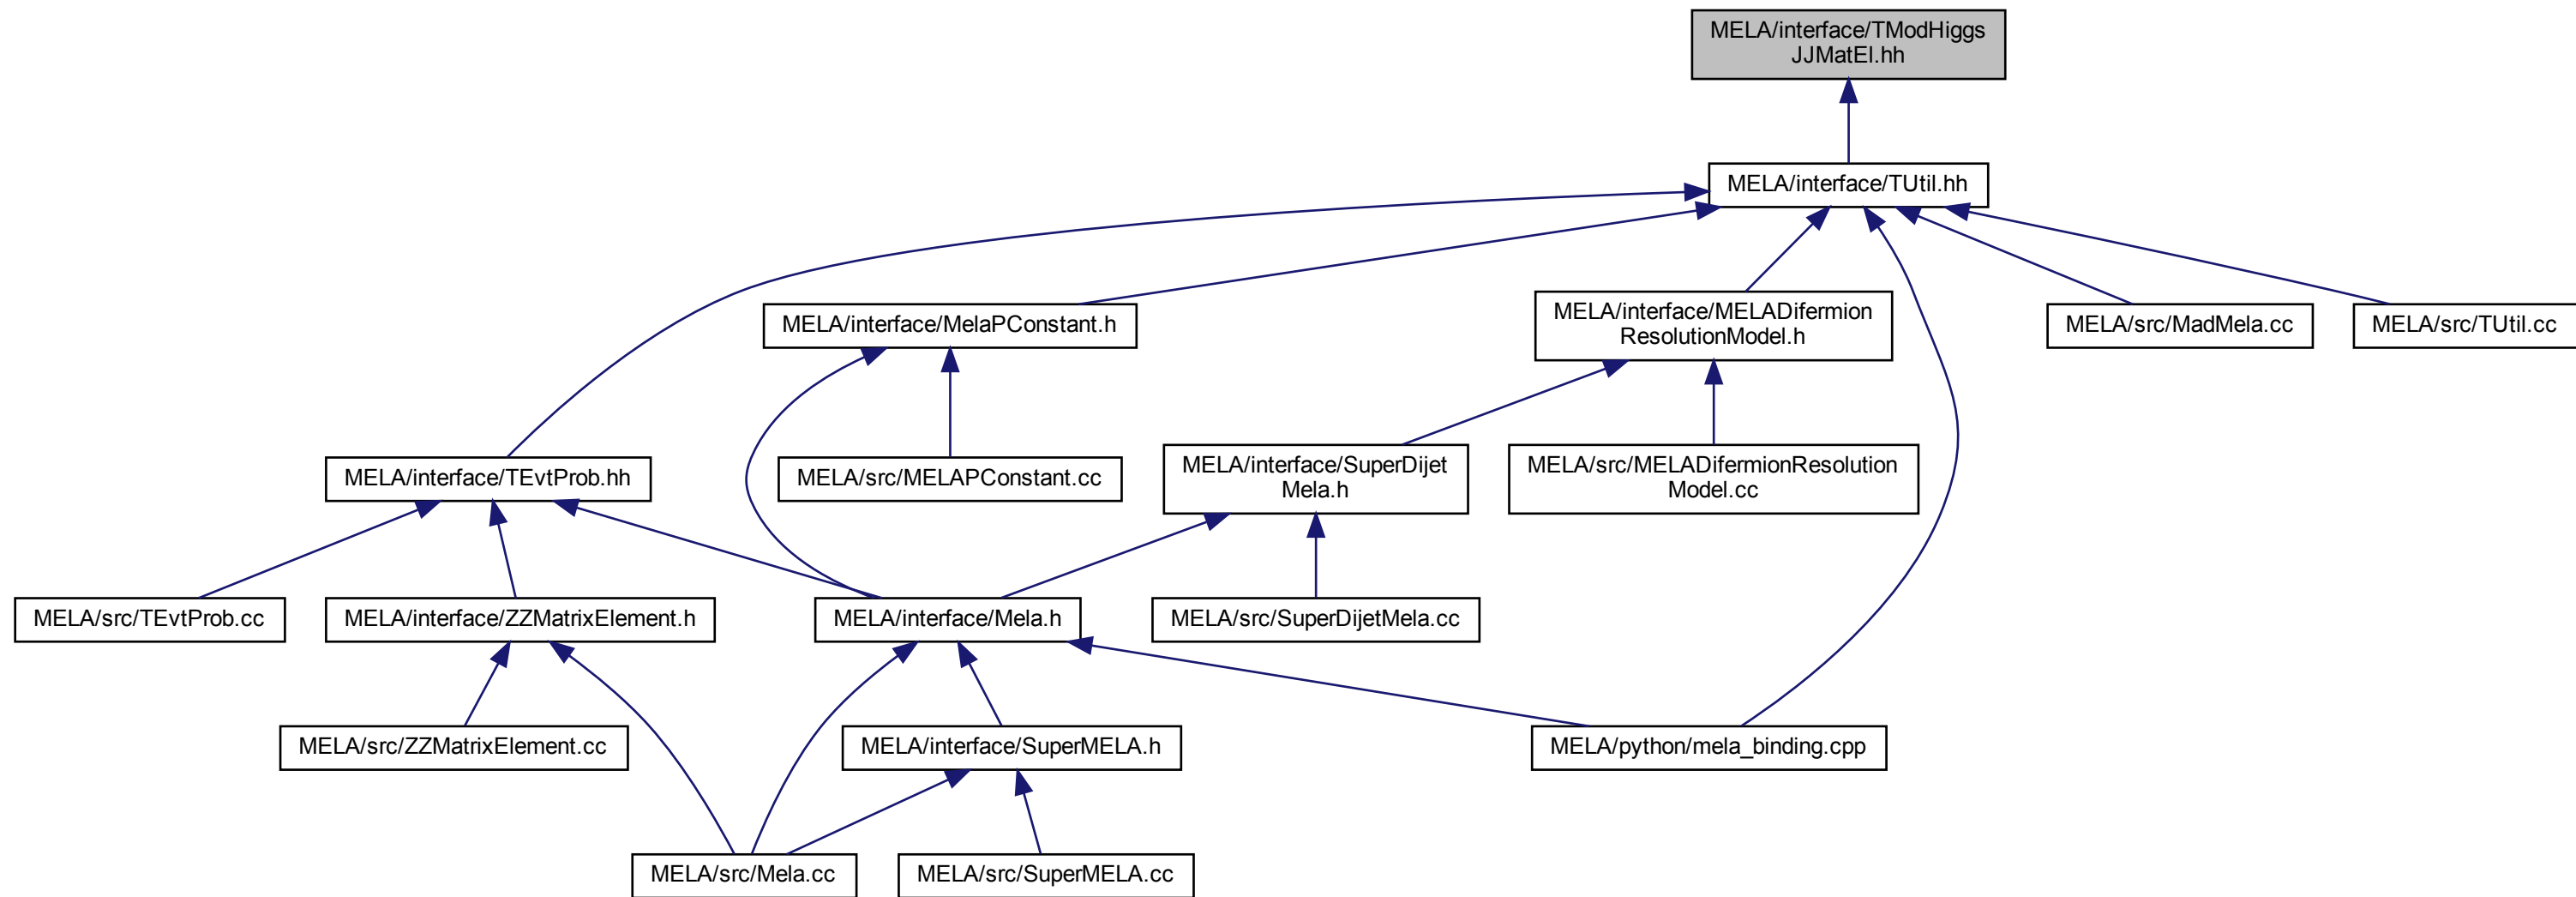 MELA/interface/TModHiggs
JJMatEl.hh
MELA/interface/TUtil.hh
MELA/interface/MelaPConstant.h
MELA/interface/MELADifermion
ResolutionModel.h
MELA/src/MadMela.cc
MELA/src/TUtil.cc
MELA/interface/TEvtProb.hh
MELA/src/MELAPConstant.cc
MELA/interface/SuperDijet
Mela.h
MELA/src/MELADifermionResolution
Model.cc
MELA/src/TEvtProb.cc
MELA/interface/ZZMatrixElement.h
MELA/interface/Mela.h
MELA/src/SuperDijetMela.cc
MELA/src/ZZMatrixElement.cc
MELA/interface/SuperMELA.h
MELA/python/mela_binding.cpp
MELA/src/Mela.cc
MELA/src/SuperMELA.cc